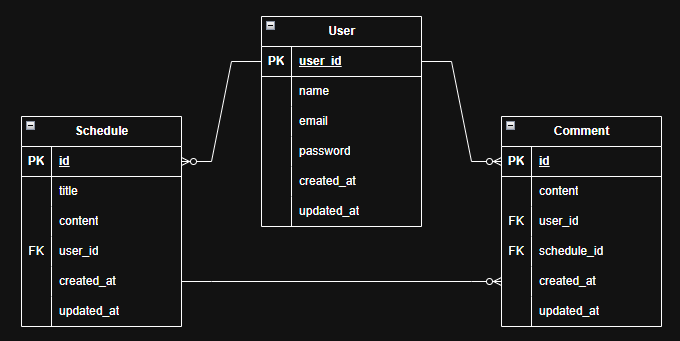 User
PK user_id
name
email
password
created_at
updated_at
Schedule
PK id
title
content
FK user_id
created_at
updated_at
Comment
PK id
content
FK user_id
FK schedule_id
created_at
updated_at